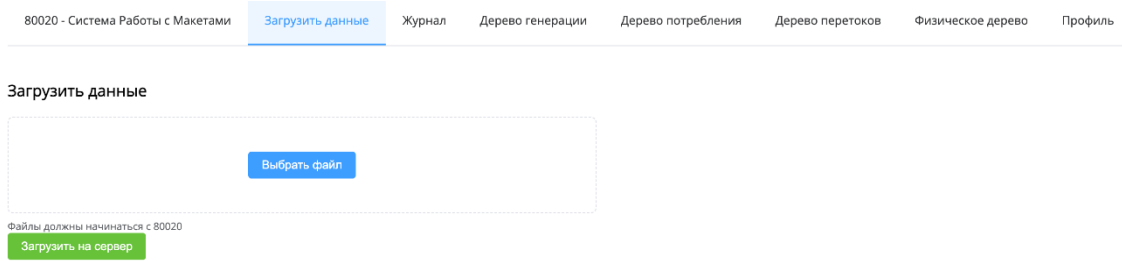 80020 - Система Работы с Макетами Загрузить данные Журнал Дерево генерации Дерево потребления Дерево перетоков Физическое дерево Профиль
Загрузить данные
Выбрать файл
Файлы должны начинаться с 80020
Загрузить на сервер